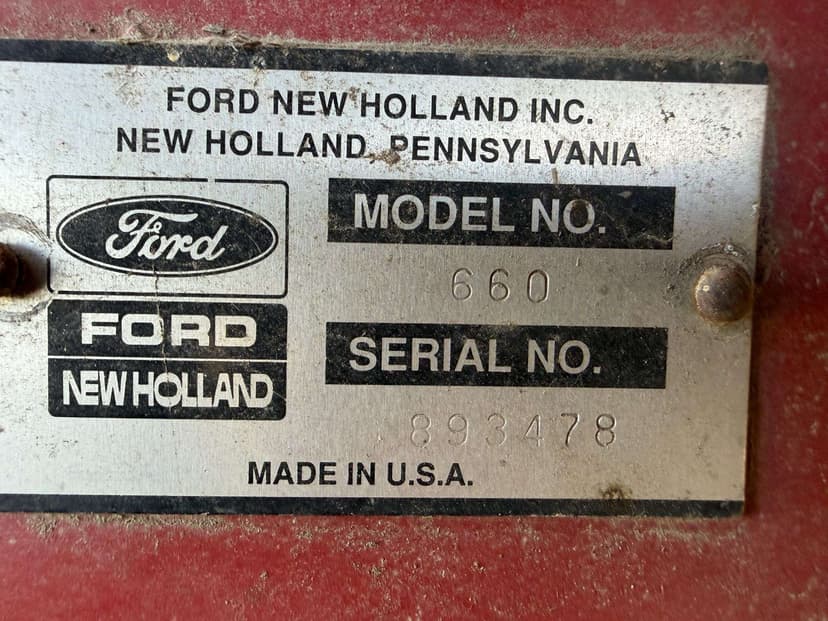 FORD NEW HOLLAND INC.
NEW HOLLAND, PENNSYLVANIA
Ford
FORD
NEW HOLLAND
MODEL NO.
660
SERIAL NO.
893478
MADE IN U.S.A.